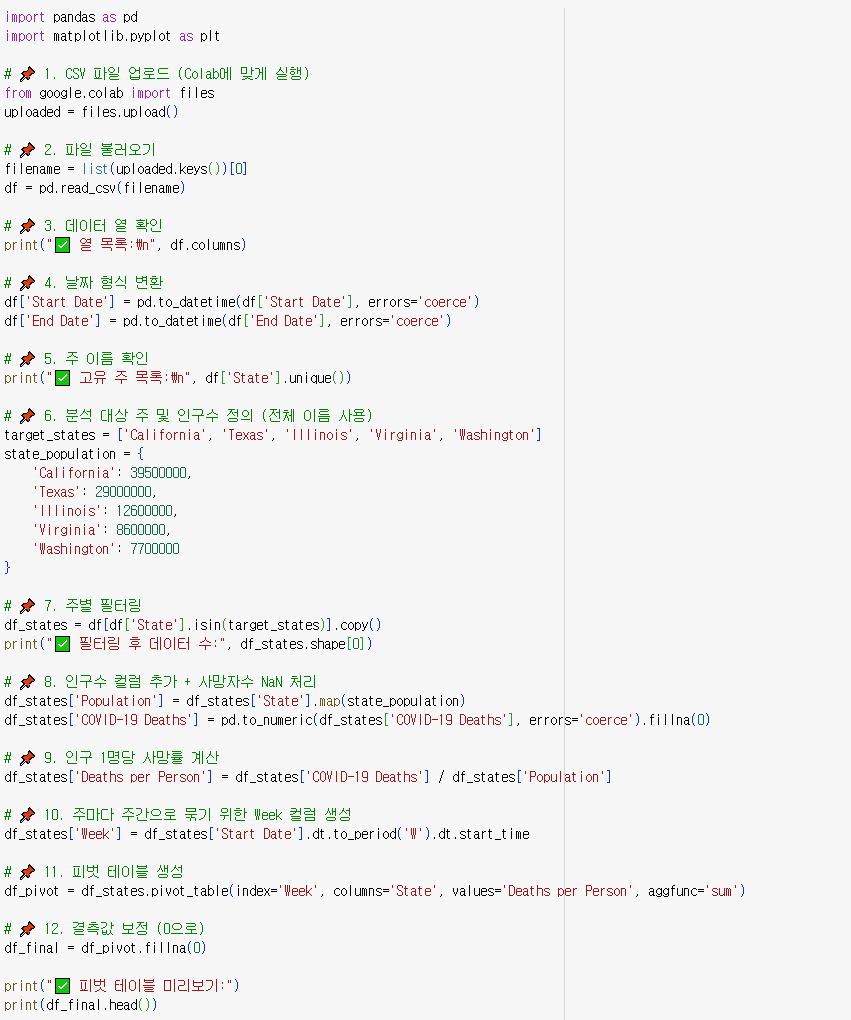 import pandas as pd
import matplotlib.pyplot as plt
# 📌 1. CSV 파일 업로드 (Colab에 맞게 실행)
from google.colab import files
uploaded = files.upload()
# 📌 2. 파일 불러오기
filename = list(uploaded.keys())[0]
df = pd.read_csv(filename)
# 📌 3. 데이터 열 확인
print("✅ 열 목록:₩n", df.columns)
# 📌 4. 날짜 형식 변환
df['Start Date'] = pd.to_datetime(df['Start Date'], errors='coerce')
df['End Date'] = pd.to_datetime(df['End Date'], errors='coerce')
# 📌 5. 주 이름 확인
print("✅ 고유 주 목록:₩n", df['State'].unique())
# 📌 6. 분석 대상 주 및 인구수 정의 (전체 이름 사용)
target_states = ['California', 'Texas', 'Illinois', 'Virginia', 'Washington']
state_population = {
    'California': 39500000,
    'Texas': 29000000,
    'Illinois': 12600000,
    'Virginia': 8600000,
    'Washington': 7700000
}
# 📌 7. 주별 필터링
df_states = df[df['State'].isin(target_states)].copy()
print("✅ 필터링 후 데이터 수:", df_states.shape[0])
# 📌 8. 인구수 컬럼 추가 + 사망자수 NaN 처리
df_states['Population'] = df_states['State'].map(state_population)
df_states['COVID-19 Deaths'] = pd.to_numeric(df_states['COVID-19 Deaths'], errors='coerce').fillna(0)
# 📌 9. 인구 1명당 사망률 계산
df_states['Deaths per Person'] = df_states['COVID-19 Deaths'] / df_states['Population']
# 📌 10. 주마다 주간으로 묶기 위한 Week 컬럼 생성
df_states['Week'] = df_states['Start Date'].dt.to_period('W').dt.start_time
# 📌 11. 피벗 테이블 생성
df_pivot = df_states.pivot_table(index='Week', columns='State', values='Deaths per Person', aggfunc='sum')
# 📌 12. 결측값 보정 (0으로)
df_final = df_pivot.fillna(0)
print("✅ 피벗 테이블 미리보기:")
print(df_final.head())